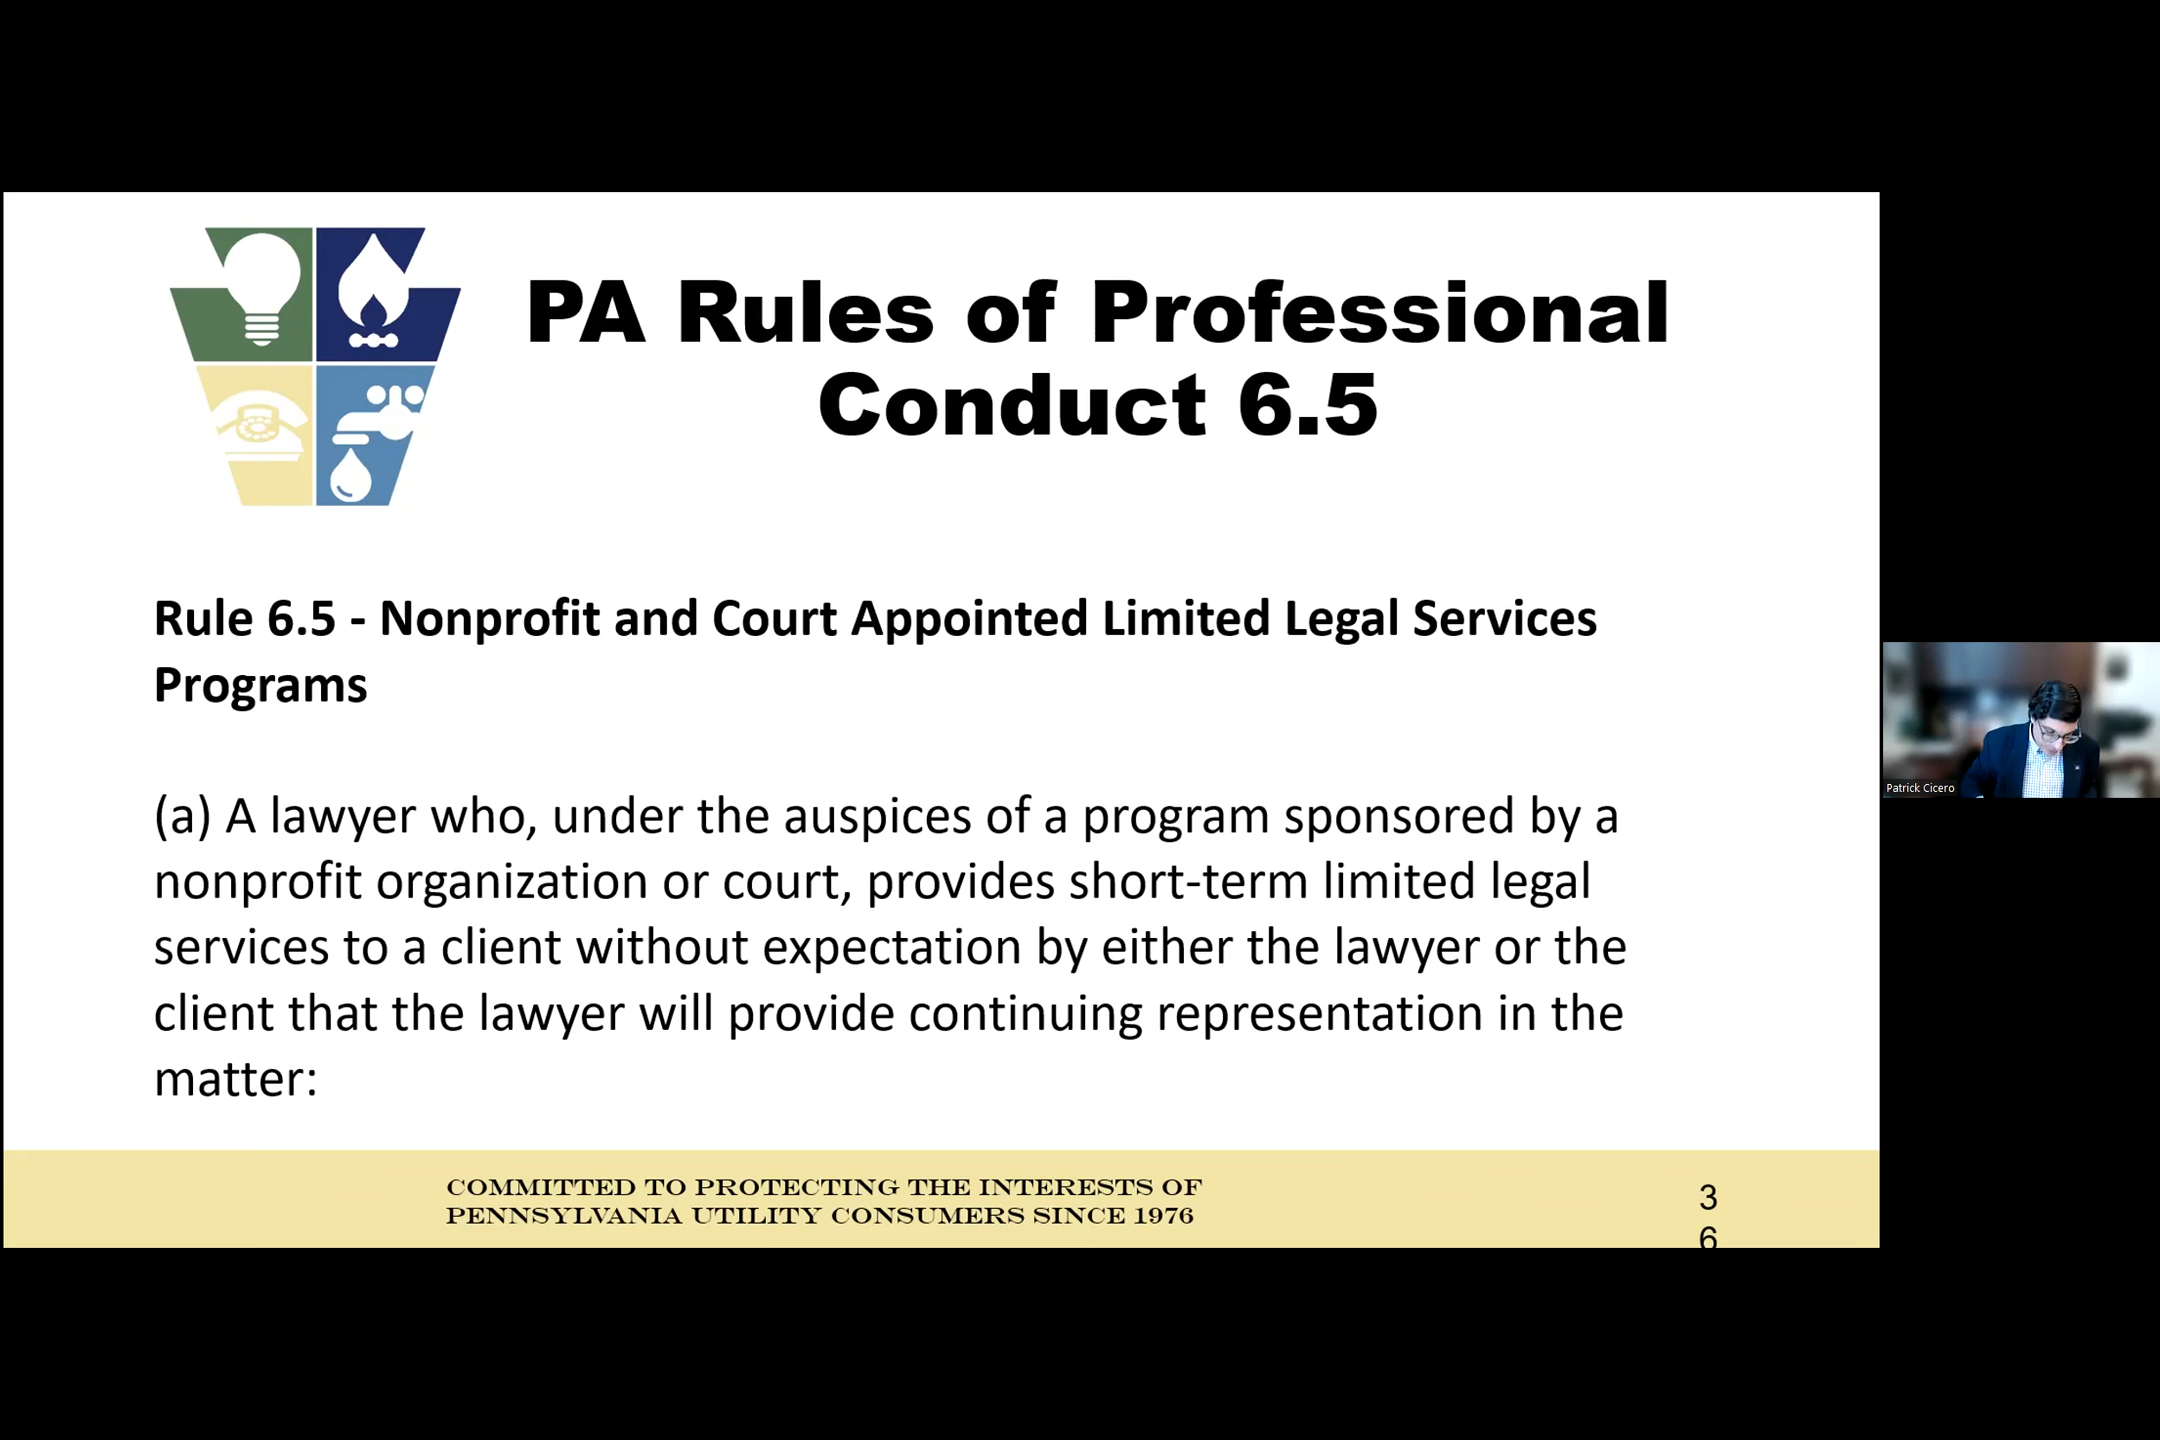 PA Rules of Professional
Conduct 6.5
Rule 6.5 - Nonprofit and Court Appointed Limited Legal Services
Programs
(a) A lawyer who, under the auspices of a program sponsored by a
nonprofit organization or court, provides short-term limited legal
services to a client without expectation by either the lawyer or the
client that the lawyer will provide continuing representation in the
matter:
Patrick Cicero
COMMITTED TO PROTECTING THE INTERESTS OF
PENNSYLVANIA UTILITY CONSUMERS SINCE 1976
3
6